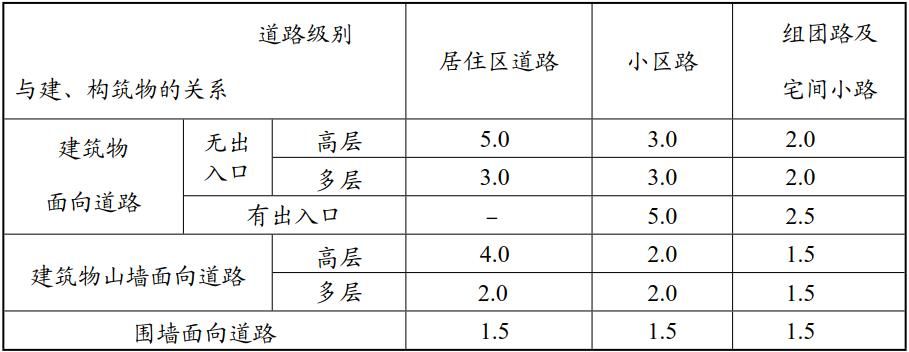 道路级别
与建、构筑物的关系
居住区道路
小区路
组团路及
宅间小路
建筑物
面向道路
无出
入口
高层 5.0 3.0 2.0
多层 3.0 3.0 2.0
有出入口 – 5.0 2.5
建筑物山墙面向道路
高层 4.0 2.0 1.5
多层 2.0 2.0 1.5
围墙面向道路 1.5 1.5 1.5